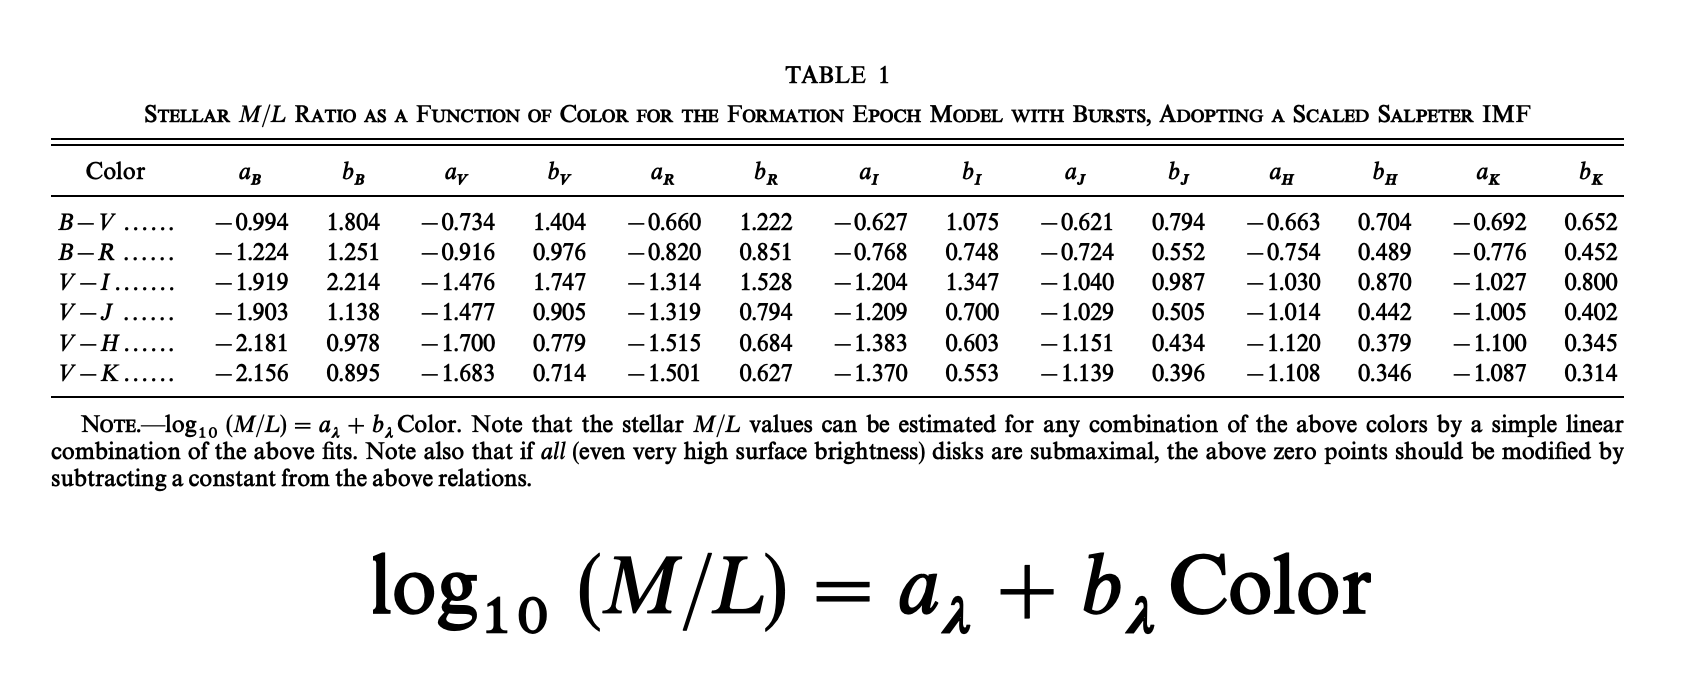 TABLE 1
STELLAR M/L RATIO AS A FUNCTION OF COLOR FOR THE FORMATION EPOCH MODEL WITH BURSTS, ADOPTING A SCALED SALPETER IMF
Color a_B b_B a_V b_V a_R b_R a_I b_I a_J b_J a_H b_H a_K b_K
B−V ...... −0.994 1.804 −0.734 1.404 −0.660 1.222 −0.627 1.075 −0.621 0.794 −0.663 0.704 −0.692 0.652
B−R ...... −1.224 1.251 −0.916 0.976 −0.820 0.851 −0.768 0.748 −0.724 0.552 −0.754 0.489 −0.776 0.452
V−I....... −1.919 2.214 −1.476 1.747 −1.314 1.528 −1.204 1.347 −1.040 0.987 −1.030 0.870 −1.027 0.800
V−J ...... −1.903 1.138 −1.477 0.905 −1.319 0.794 −1.209 0.700 −1.029 0.505 −1.014 0.442 −1.005 0.402
V−H...... −2.181 0.978 −1.700 0.779 −1.515 0.684 −1.383 0.603 −1.151 0.434 −1.120 0.379 −1.100 0.345
V−K...... −2.156 0.895 −1.683 0.714 −1.501 0.627 −1.370 0.553 −1.139 0.396 −1.108 0.346 −1.087 0.314
NOTE.—log₁₀ (M/L) = a_λ + b_λ Color. Note that the stellar M/L values can be estimated for any combination of the above colors by a simple linear
combination of the above fits. Note also that if all (even very high surface brightness) disks are submaximal, the above zero points should be modified by
subtracting a constant from the above relations.
log₁₀ (M/L) = a_λ + b_λ Color